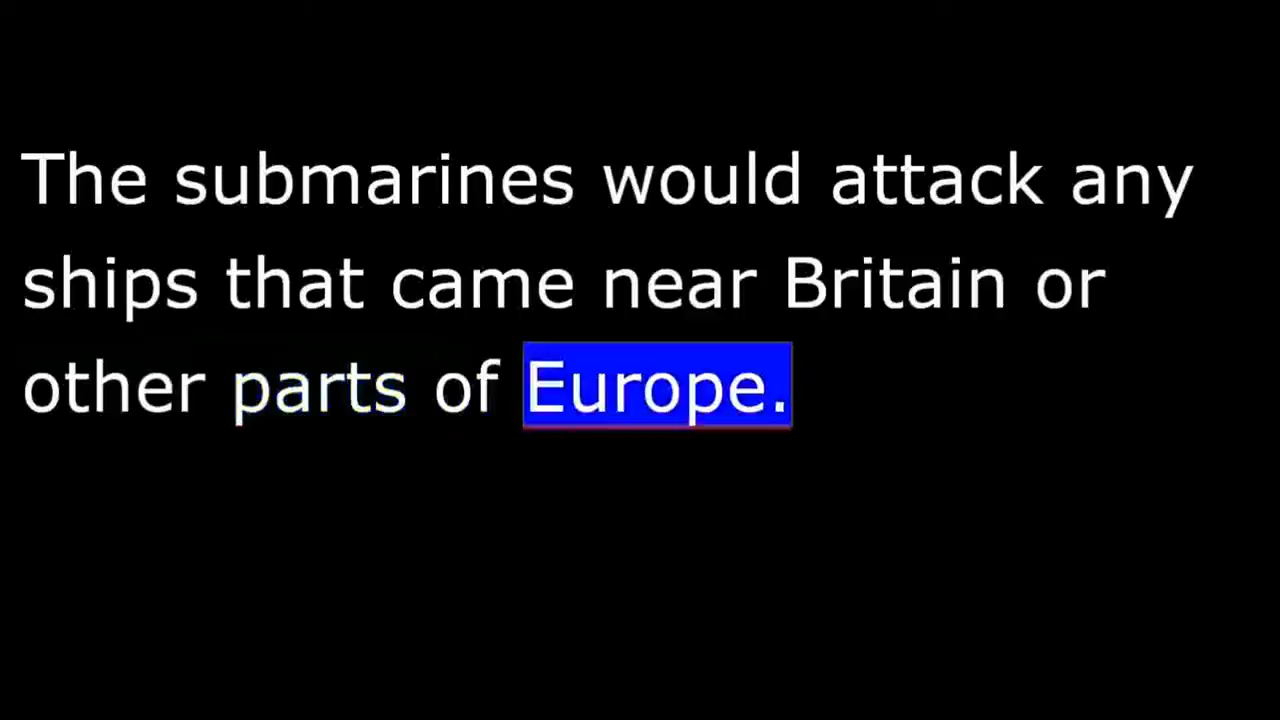 The submarines would attack any
ships that came near Britain or
other parts of Europe.